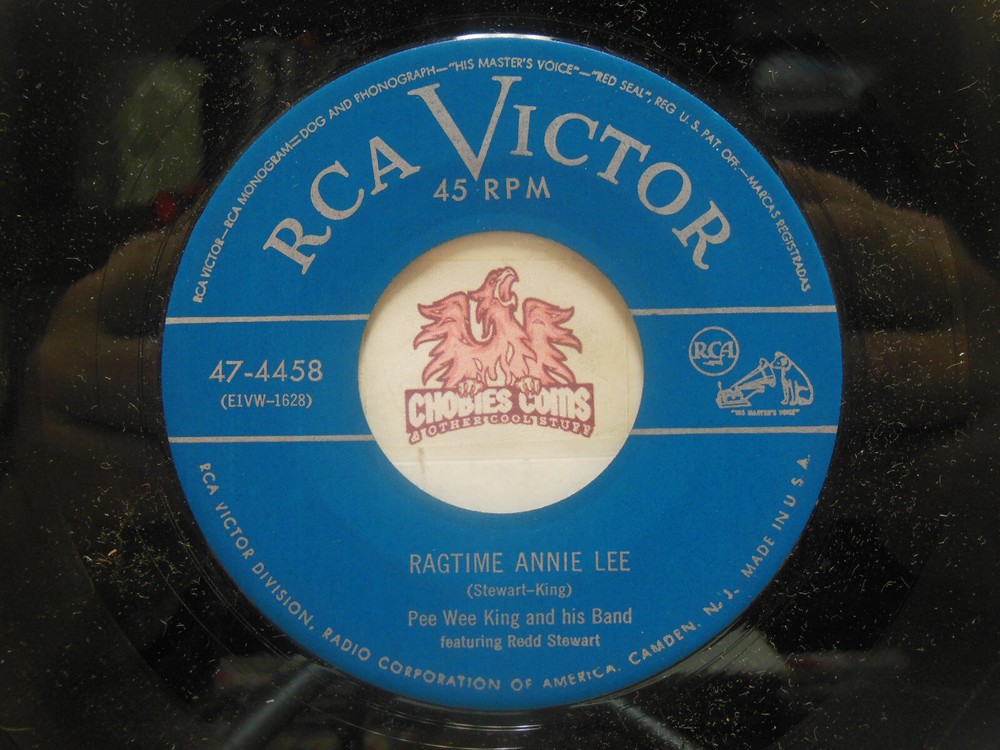 RCA VICTOR—RCA MONOGRAM—DOG AND PHONOGRAPH—"HIS MASTER'S VOICE"—"RED SEAL", REG U.S. PAT. OFF.—MARCAS REGISTRADAS
RCA VICTOR
45 RPM
47-4458
(E1VW-1628)
RCA
"HIS MASTER'S VOICE"
CHOBIES COINS
& OTHER COOL STUFF
RAGTIME ANNIE LEE
(Stewart-King)
Pee Wee King and his Band
featuring Redd Stewart
RCA VICTOR DIVISION, RADIO CORPORATION OF AMERICA. CAMDEN. N. J. MADE IN U S A.